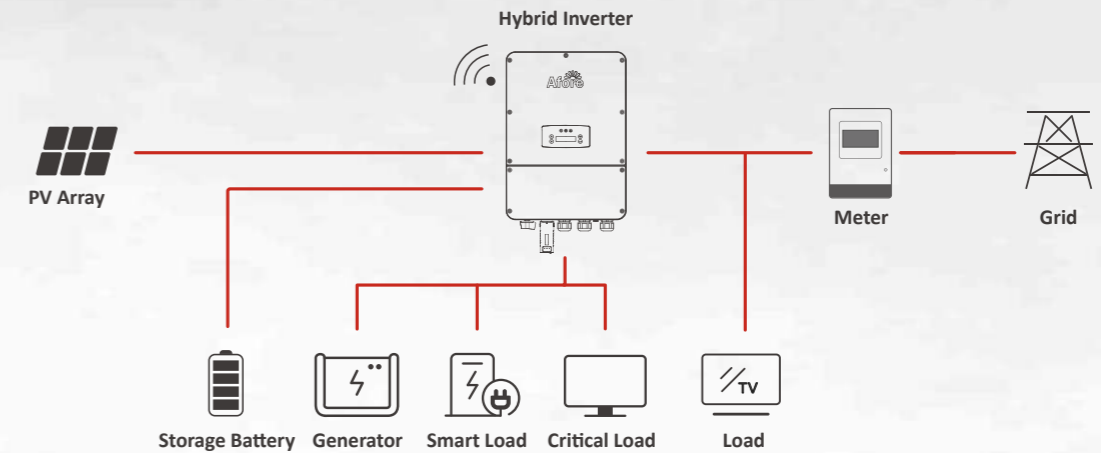 Hybrid Inverter
Afore
PV Array
Meter
Grid
TV
Storage Battery
Generator
Smart Load
Critical Load
Load